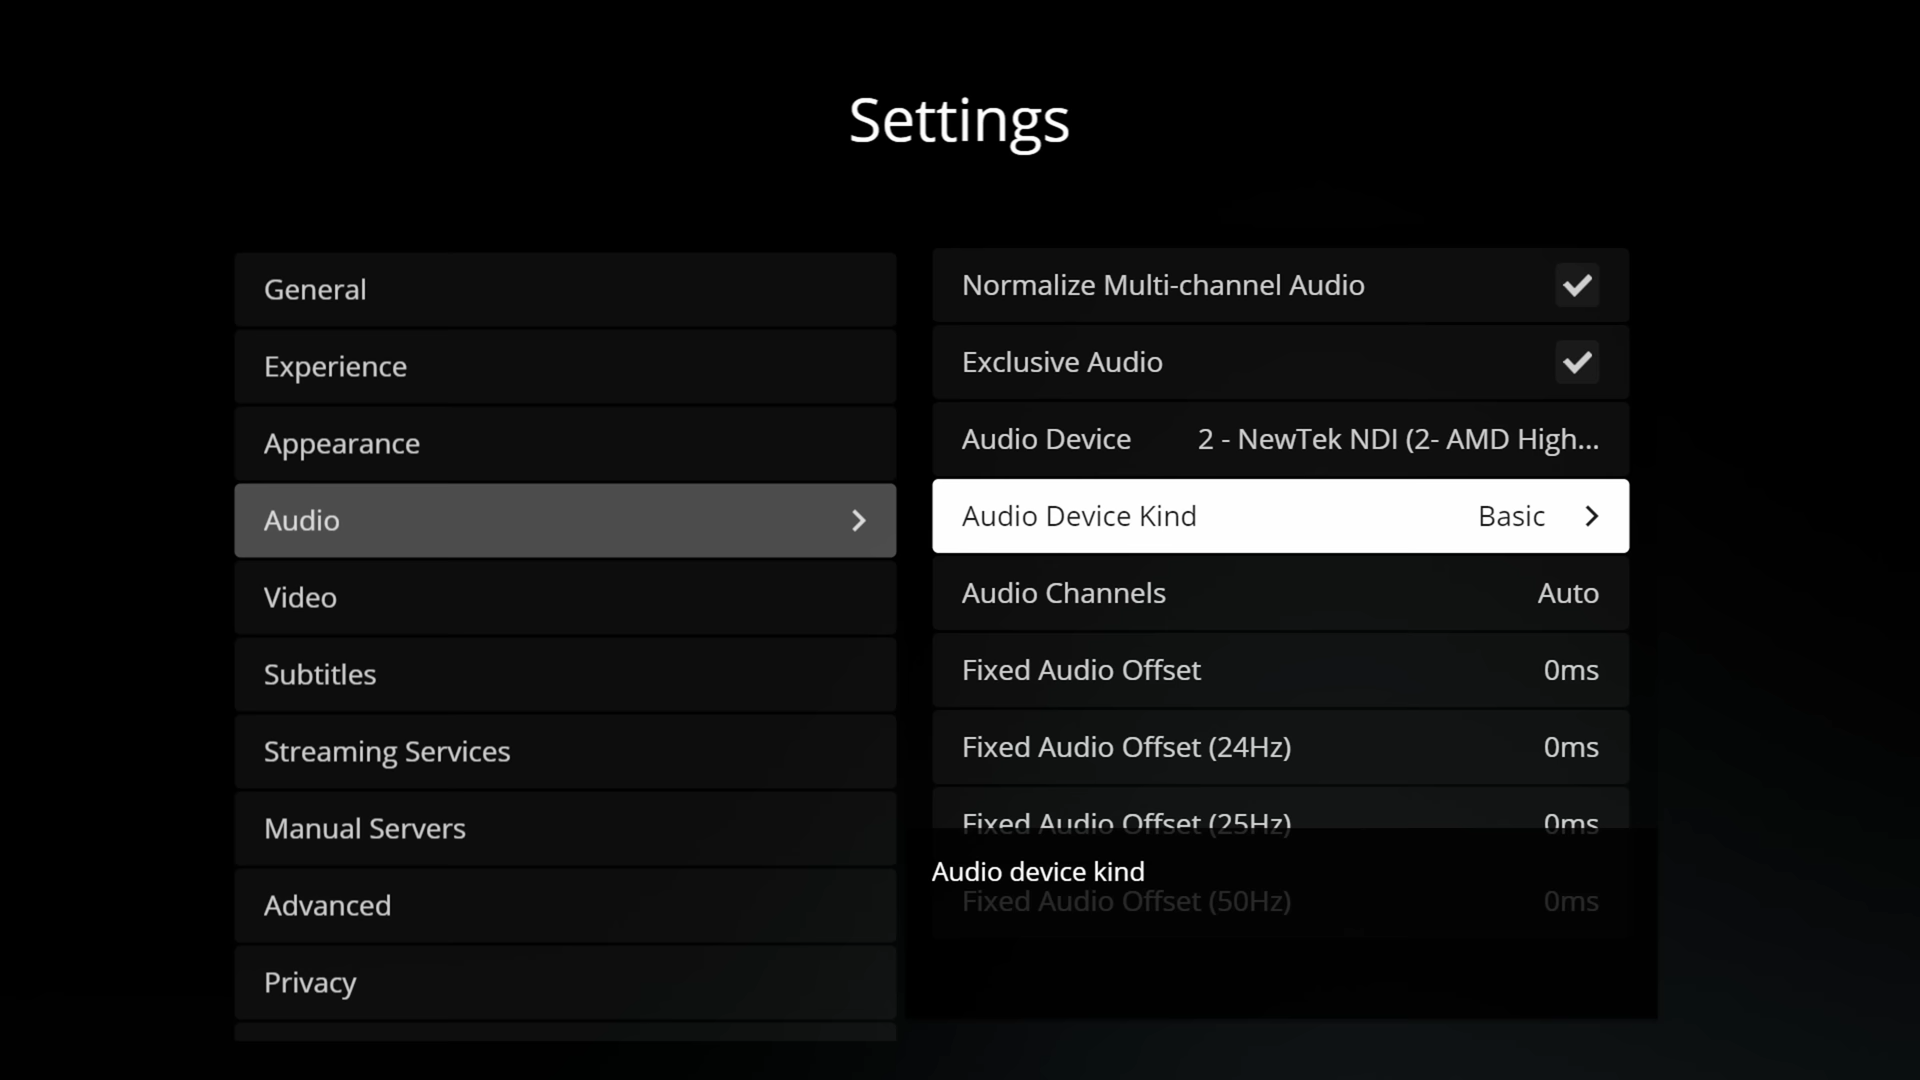 Settings
General
Experience
Appearance
Audio
Video
Subtitles
Streaming Services
Manual Servers
Advanced
Privacy
Normalize Multi-channel Audio
Exclusive Audio
Audio Device 2 - NewTek NDI (2- AMD High...
Audio Device Kind Basic
Audio Channels Auto
Fixed Audio Offset 0ms
Fixed Audio Offset (24Hz) 0ms
Fixed Audio Offset (25Hz) 0ms
Audio device kind
Fixed Audio Offset (50Hz) 0ms